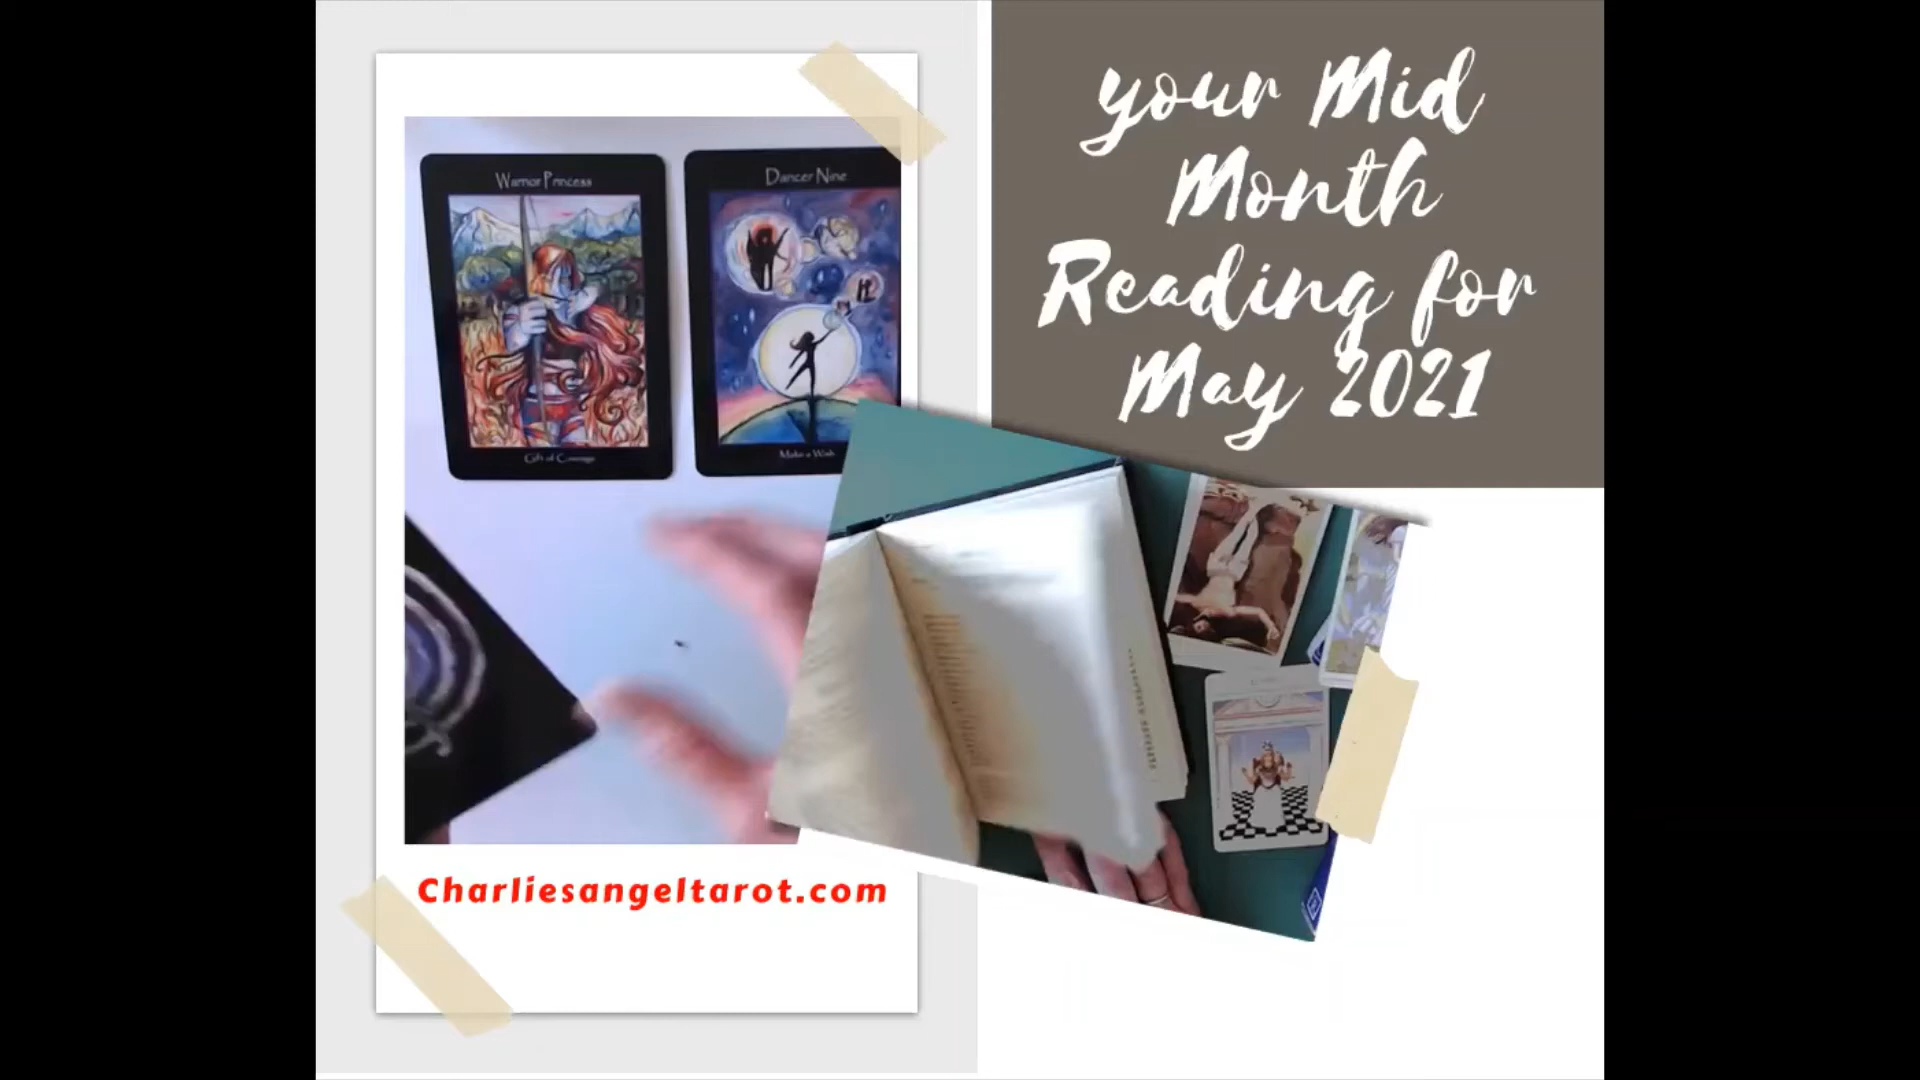 your Mid
Month
Reading for
May 2021
Warrior Princess
Dancer Nine
Gift of Courage
Make a Wish
Charliesangeltarot.com